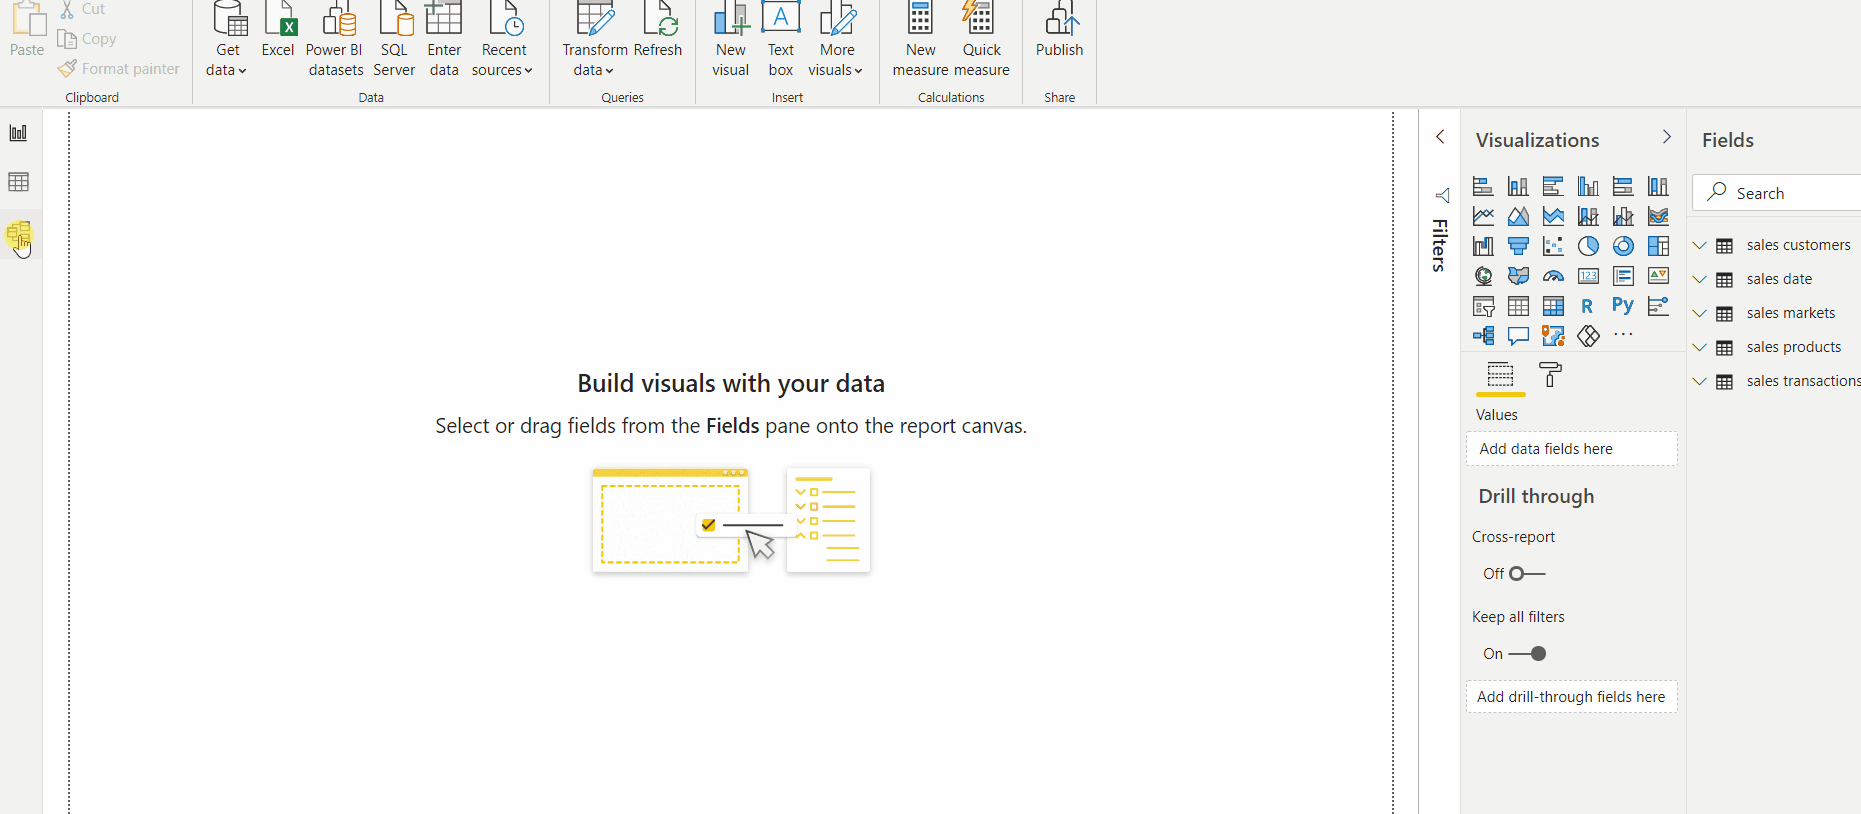 Paste
Cut
Copy
Format painter
Clipboard
Get data
Excel
Power BI datasets
SQL Server
Enter data
Recent sources
Data
Transform data
Refresh
Queries
New visual
Text box
More visuals
Insert
New measure
Quick measure
Calculations
Publish
Share
Build visuals with your data
Select or drag fields from the Fields pane onto the report canvas.
Filters
Visualizations
123
R
Py
Values
Add data fields here
Drill through
Cross-report
Off
Keep all filters
On
Add drill-through fields here
Fields
Search
sales customers
sales date
sales markets
sales products
sales transactions